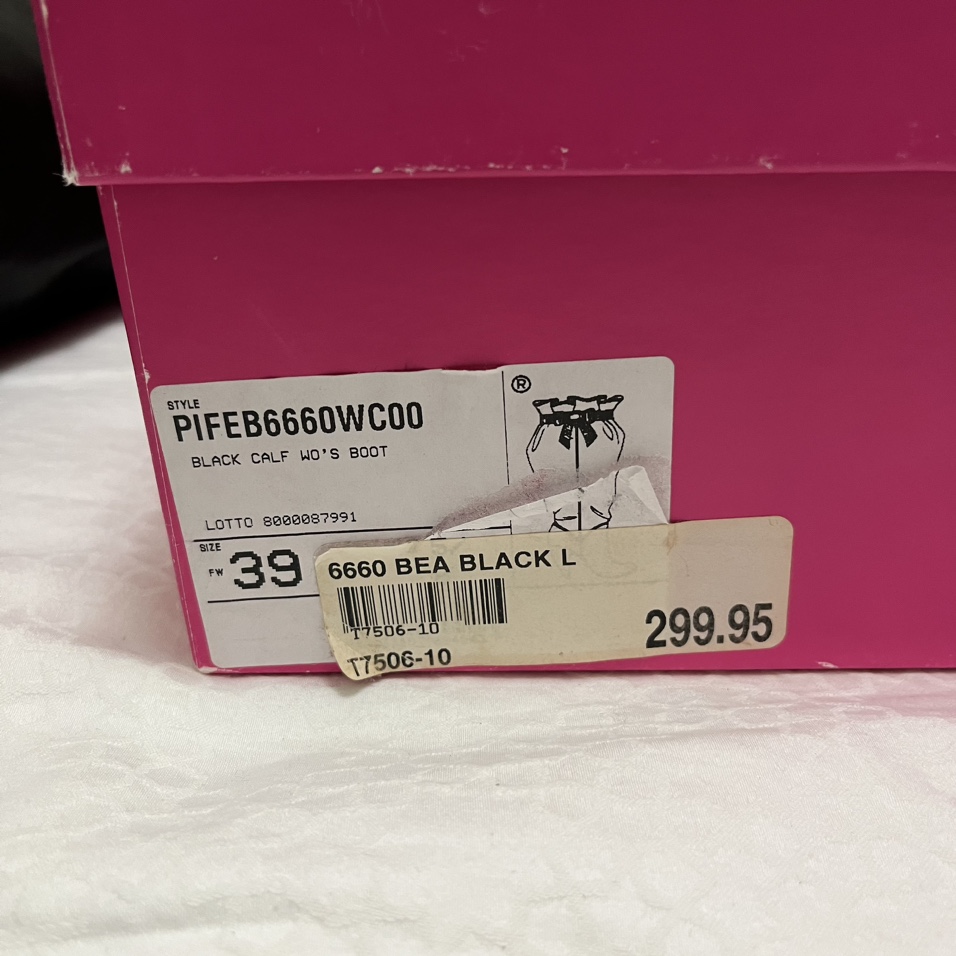 STYLE
PIFEB6660WC00
BLACK CALF WO'S BOOT
®
LOTTO 8000087991
SIZE
FW 39
6660 BEA BLACK L
T7506-10
T7506-10
299.95